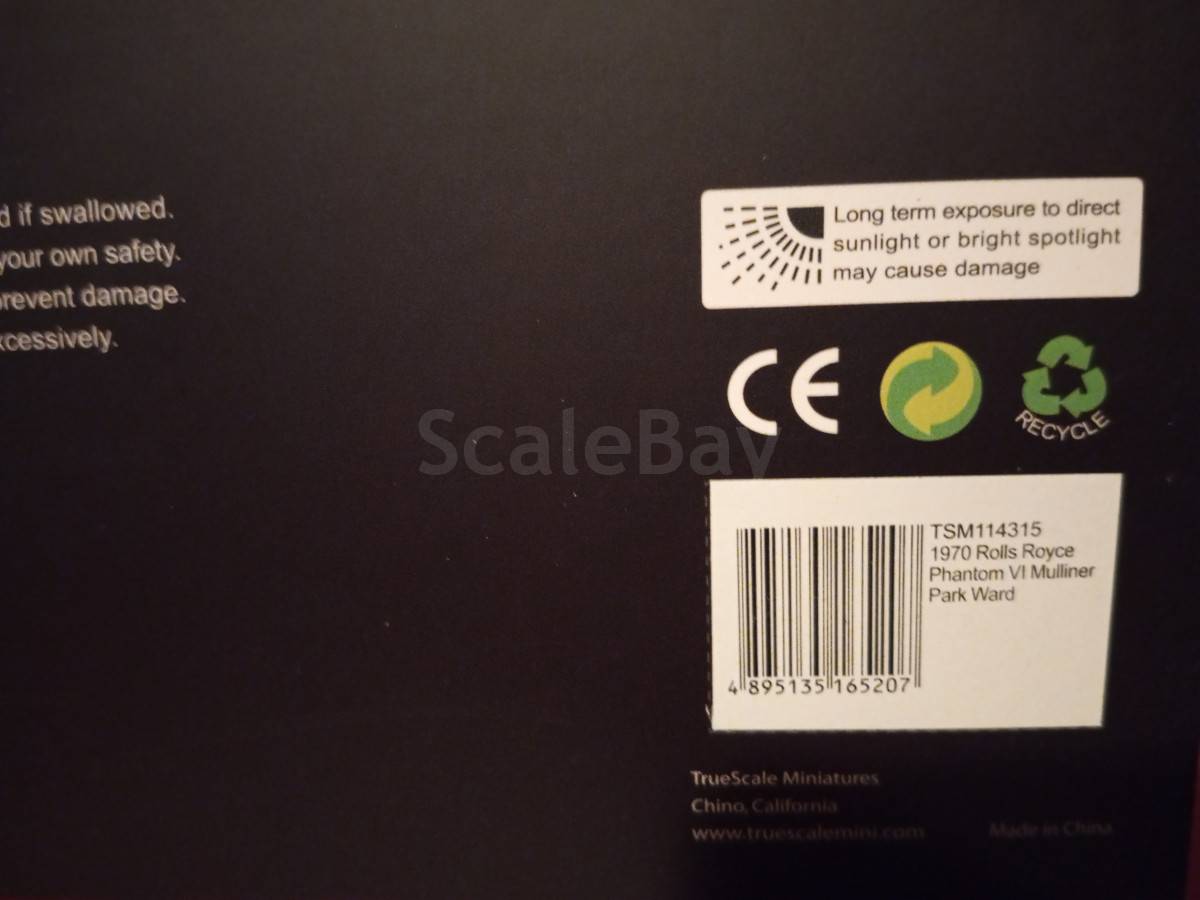 d if swallowed.
your own safety.
prevent damage.
xcessively.
Long term exposure to direct
sunlight or bright spotlight
may cause damage
CE
RECYCLE
ScaleBay
TSM114315
1970 Rolls Royce
Phantom VI Mulliner
Park Ward
4 895135 165207
TrueScale Miniatures
Chino, California
www.truescalemini.com
Made in China